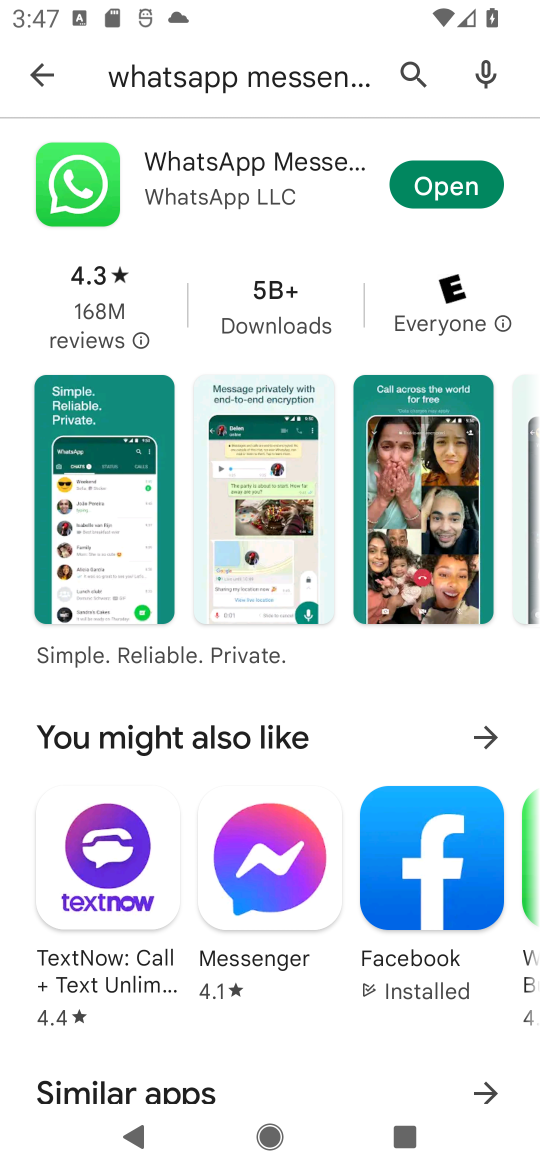 3:47
whatsapp messen...
WhatsApp Messe...
WhatsApp LLC
Open
4.3★
168M
reviews
5B+
Downloads
E
Everyone
Simple.
Reliable.
Private.
Message privately with
end-to-end encryption
Call across the world
for free
Simple. Reliable. Private.
You might also like
textnow
TextNow: Call
+ Text Unlim...
4.4★
Messenger
4.1★
Facebook
Installed
W
B
4.
Similar apps